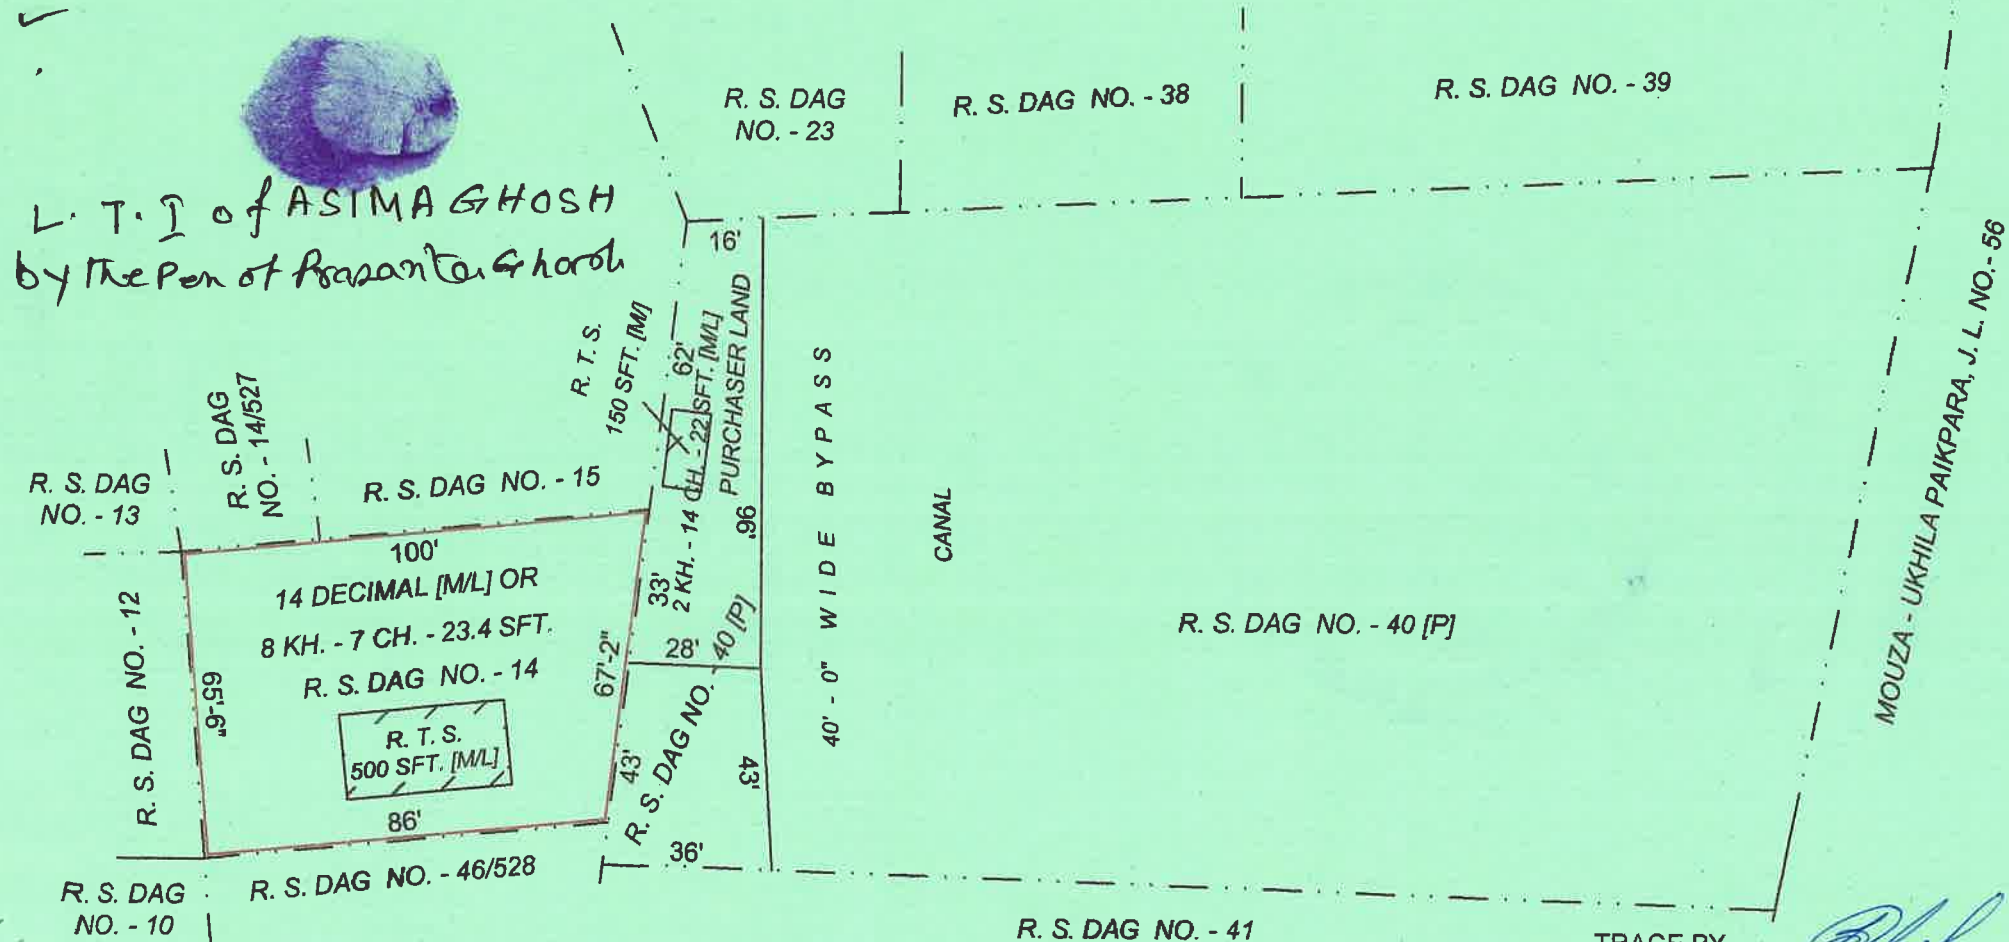 R. S. DAG
NO. - 23
R. S. DAG NO. - 38
R. S. DAG NO. - 39
L. T. I of ASIMA GHOSH
by the Pen of Prasanta Ghosh
16'
R. T. S.
150 SFT. [M/]
62'
2 KH. - 14 CH. - 22 SFT. [M/L]
PURCHASER LAND
96'
33'
28'
40' - 0" WIDE BYPASS
CANAL
R. S. DAG NO. - 40 [P]
MOUZA - UKHILA PAIKPARA, J. L. NO.- 56
R. S. DAG
NO. - 13
R. S. DAG
NO. - 14/527
R. S. DAG NO. - 15
R. S. DAG NO. - 12
100'
14 DECIMAL [M/L] OR
8 KH. - 7 CH. - 23.4 SFT.
R. S. DAG NO. - 14
65'-9"
67'-2"
R. T. S.
500 SFT. [M/L]
86'
43'
R. S. DAG NO. - 40 [P]
43'
36'
R. S. DAG
NO. - 10
R. S. DAG NO. - 46/528
R. S. DAG NO. - 41
TRACE BY